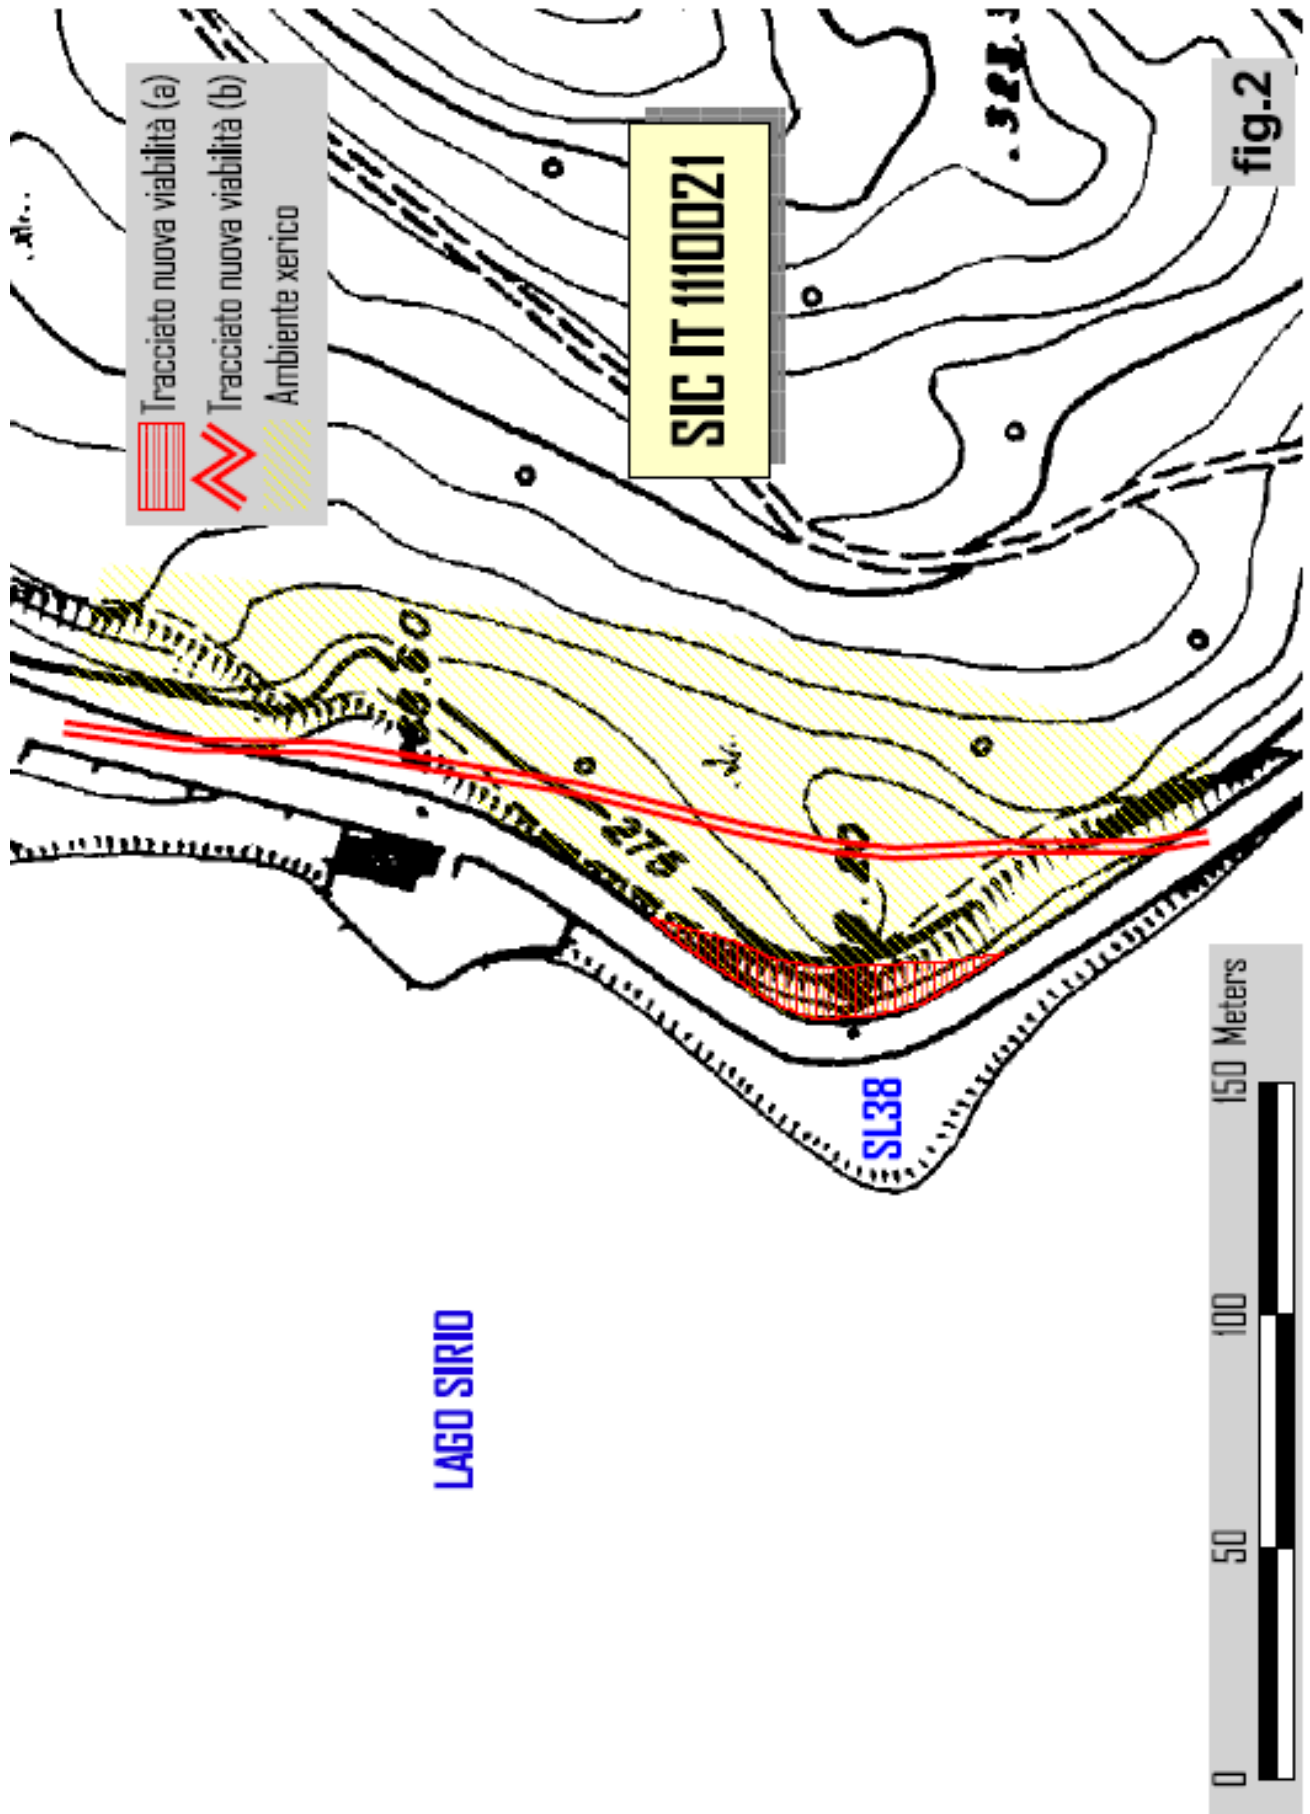 Tracciato nuova viabilità (a)
Tracciato nuova viabilità (b)
Ambiente xerico
SIC IT 1110021
fig.2
275
LAGO SIRIO
SL38
0 50 100 150 Meters